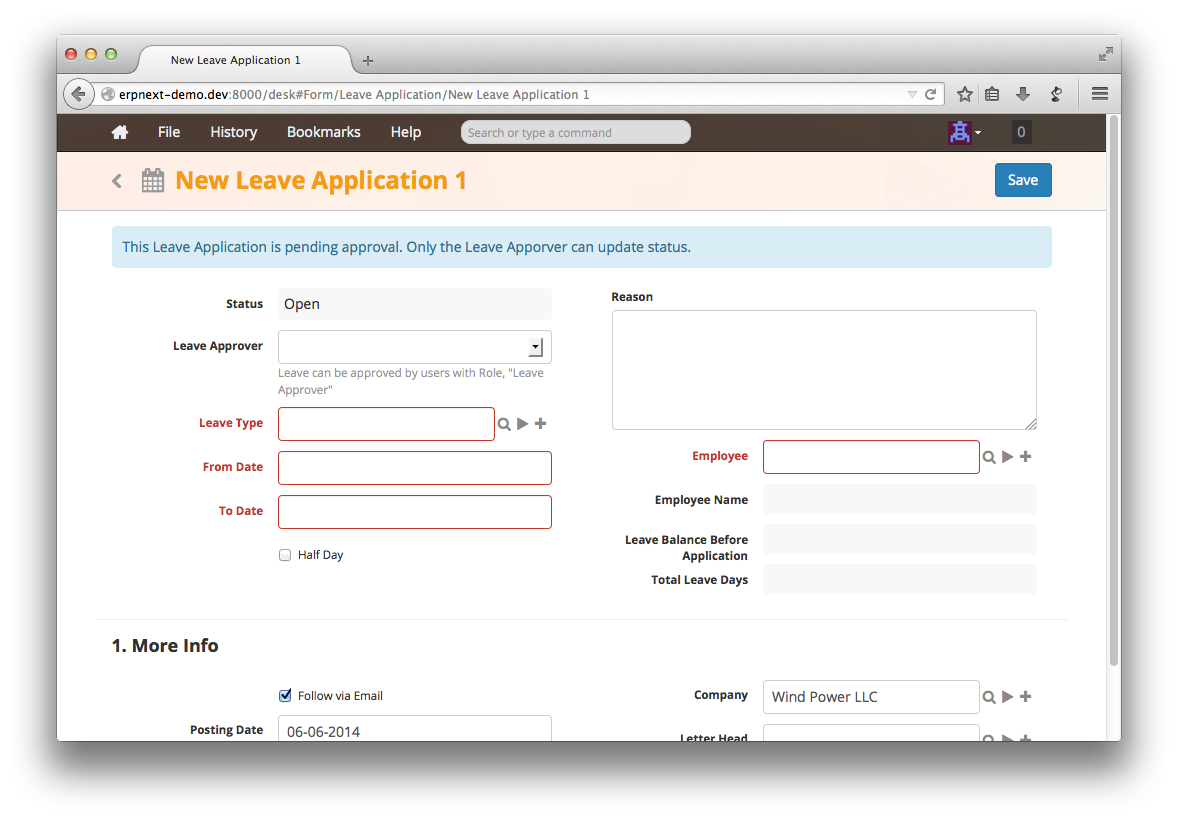 New Leave Application 1
erpnext-demo.dev:8000/desk#Form/Leave Application/New Leave Application 1
File History Bookmarks Help Search or type a command 0
New Leave Application 1 Save
This Leave Application is pending approval. Only the Leave Apporver can update status.
Status Open
Leave Approver
Leave can be approved by users with Role, "Leave
Approver"
Leave Type
From Date
To Date
Half Day
Reason
Employee
Employee Name
Leave Balance Before
Application
Total Leave Days
1. More Info
Follow via Email
Posting Date 06-06-2014
Company Wind Power LLC
Letter Head